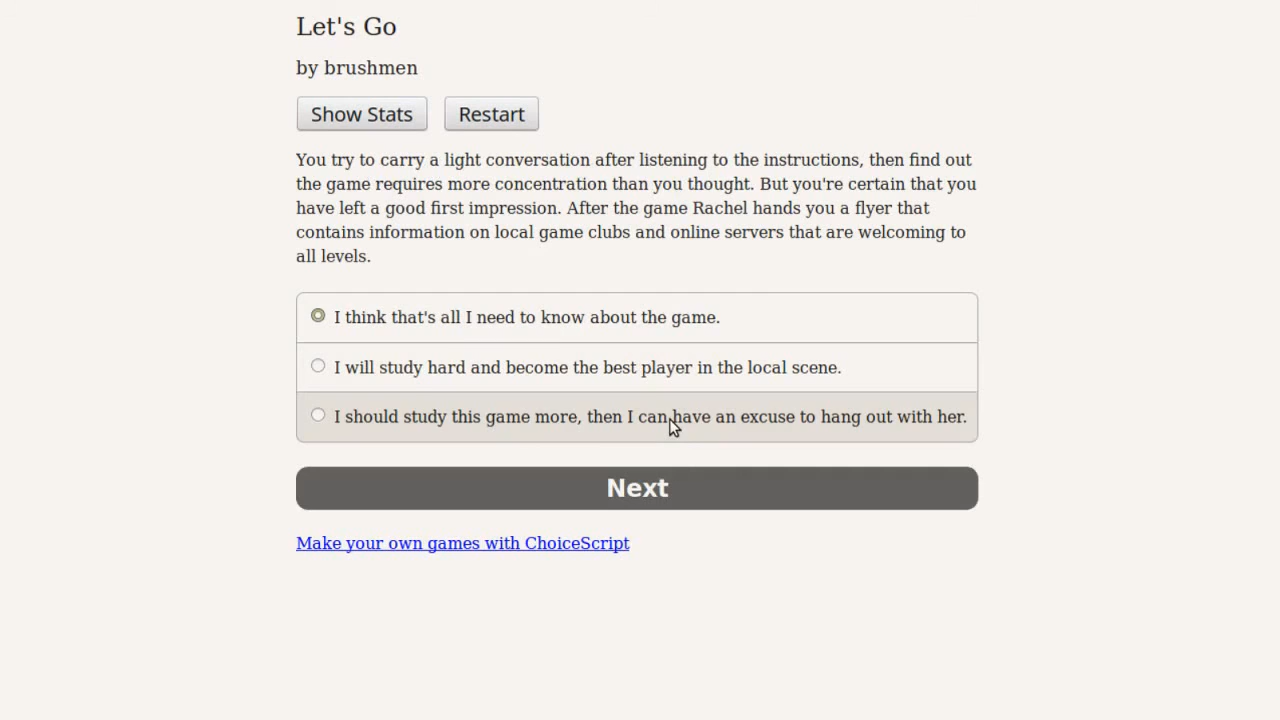 Let's Go
by brushmen
Show Stats
Restart
You try to carry a light conversation after listening to the instructions, then find out
the game requires more concentration than you thought. But you're certain that you
have left a good first impression. After the game Rachel hands you a flyer that
contains information on local game clubs and online servers that are welcoming to
all levels.
I think that's all I need to know about the game.
I will study hard and become the best player in the local scene.
I should study this game more, then I can have an excuse to hang out with her.
Next
Make your own games with ChoiceScript